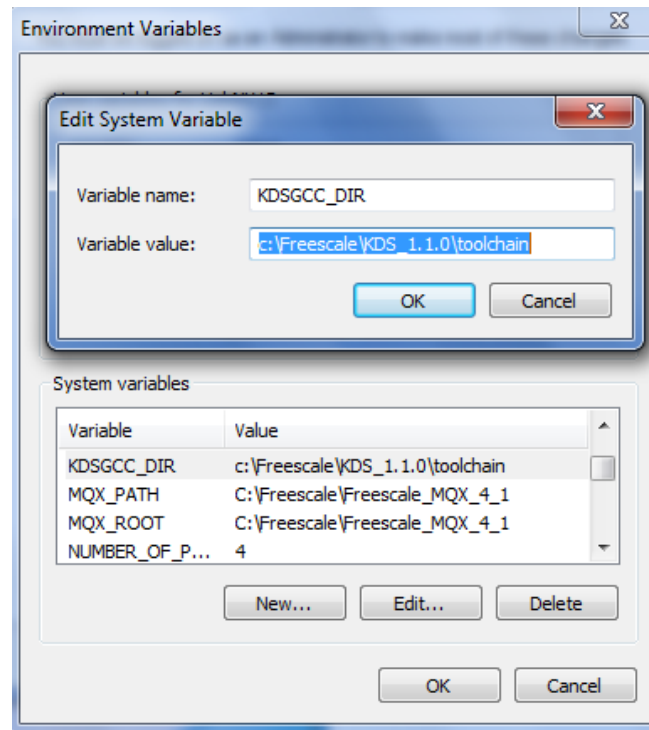 Environment Variables
Edit System Variable
Variable name: KDSGCC_DIR
Variable value: c:\Freescale\KDS_1.1.0\toolchain
OK Cancel
System variables
Variable Value
KDSGCC_DIR c:\Freescale\KDS_1.1.0\toolchain
MQX_PATH C:\Freescale\Freescale_MQX_4_1
MQX_ROOT C:\Freescale\Freescale_MQX_4_1
NUMBER_OF_P... 4
New... Edit... Delete
OK Cancel